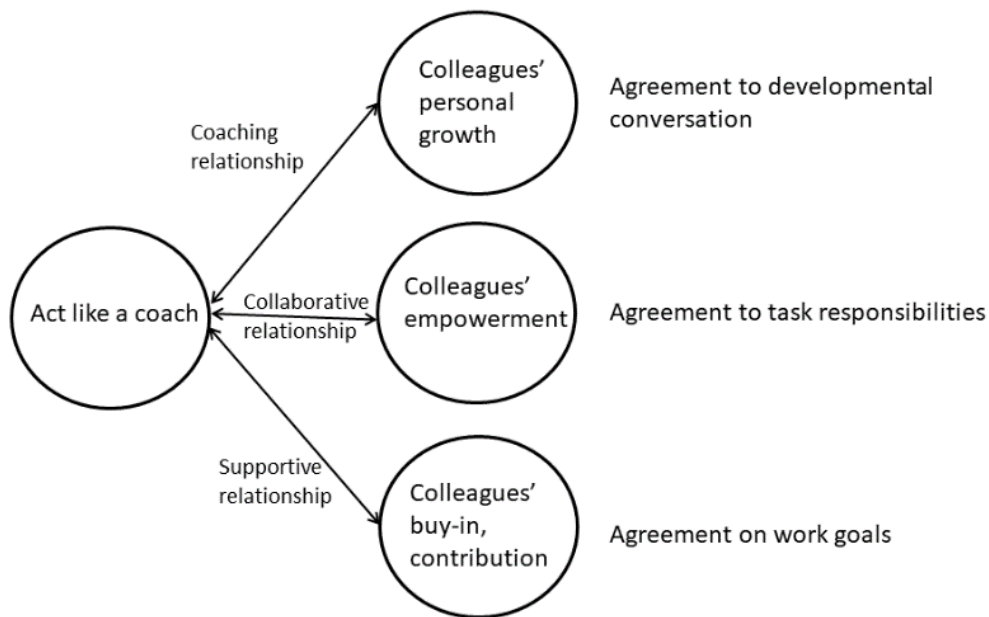 Colleagues’
personal
growth
Agreement to developmental
conversation
Coaching
relationship
Act like a coach
Collaborative
relationship
Colleagues’
empowerment
Agreement to task responsibilities
Supportive
relationship
Colleagues’
buy-in,
contribution
Agreement on work goals